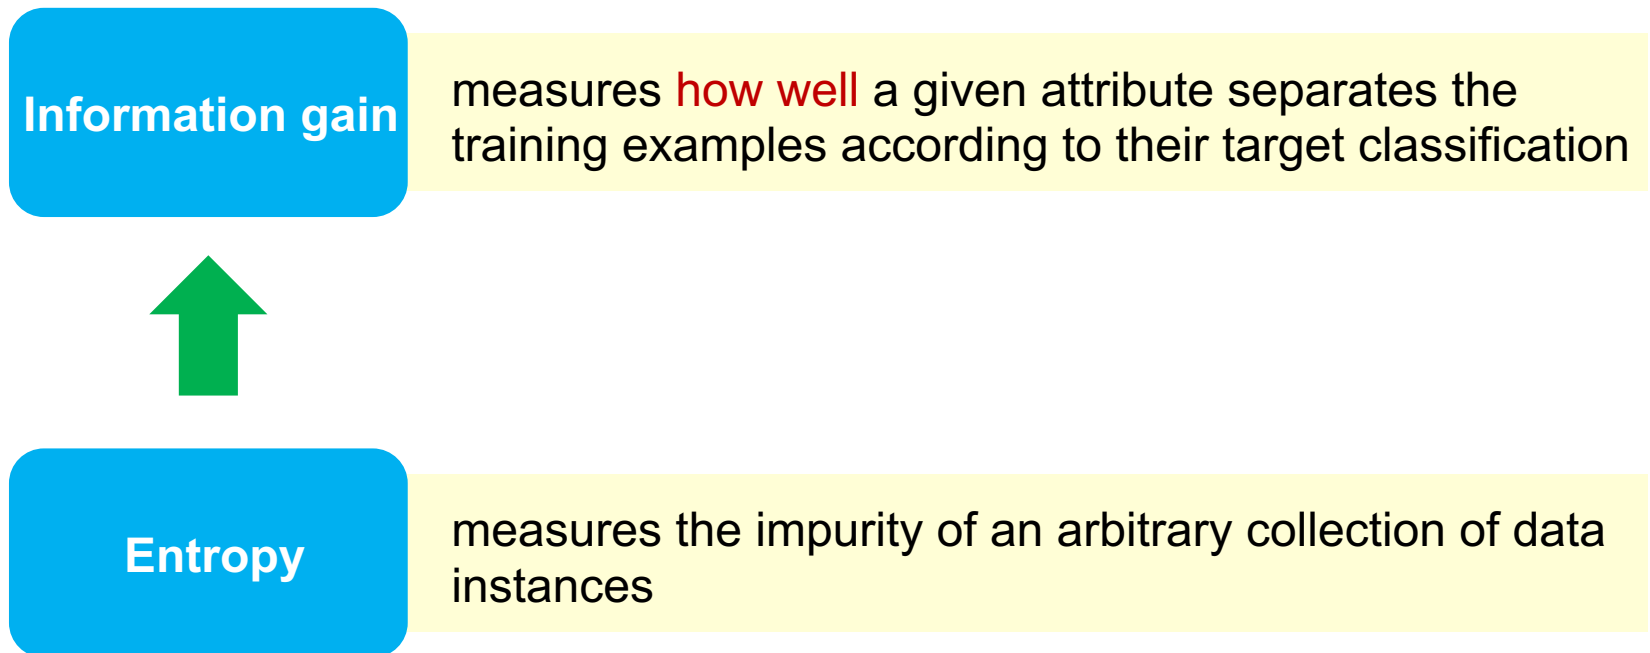 Information gain
measures how well a given attribute separates the
training examples according to their target classification
Entropy
measures the impurity of an arbitrary collection of data
instances